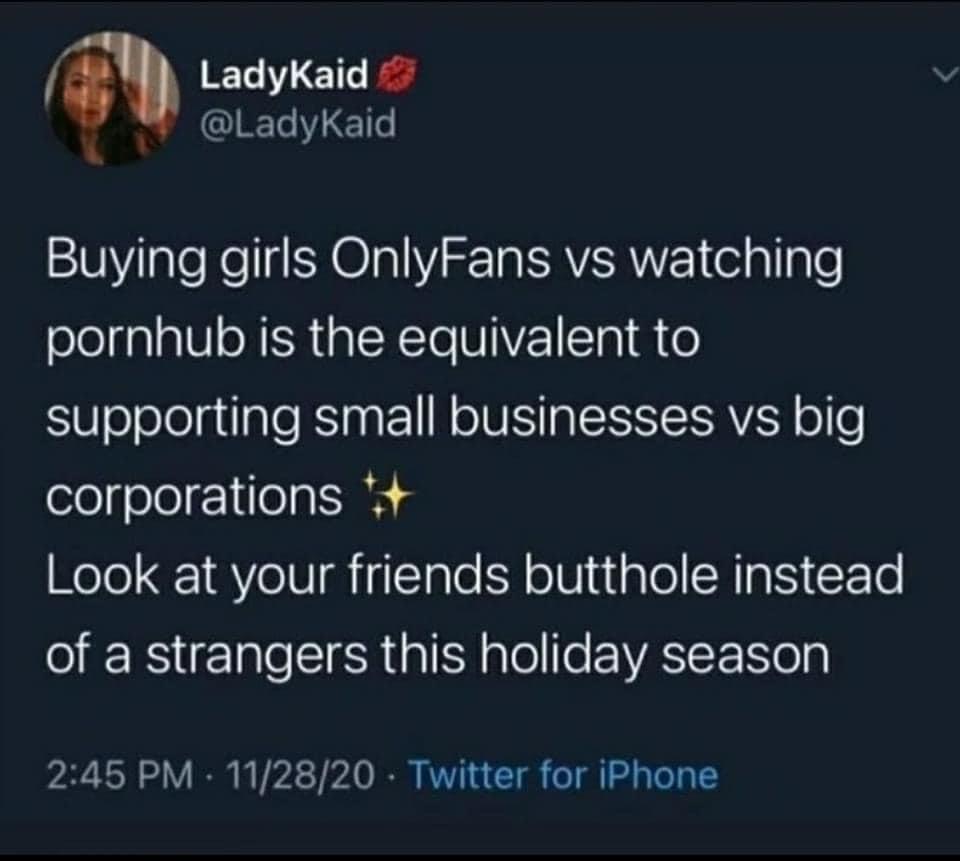 LadyKaid 💋
@LadyKaid
Buying girls OnlyFans vs watching
pornhub is the equivalent to
supporting small businesses vs big
corporations ✨
Look at your friends butthole instead
of a strangers this holiday season
2:45 PM · 11/28/20 · Twitter for iPhone